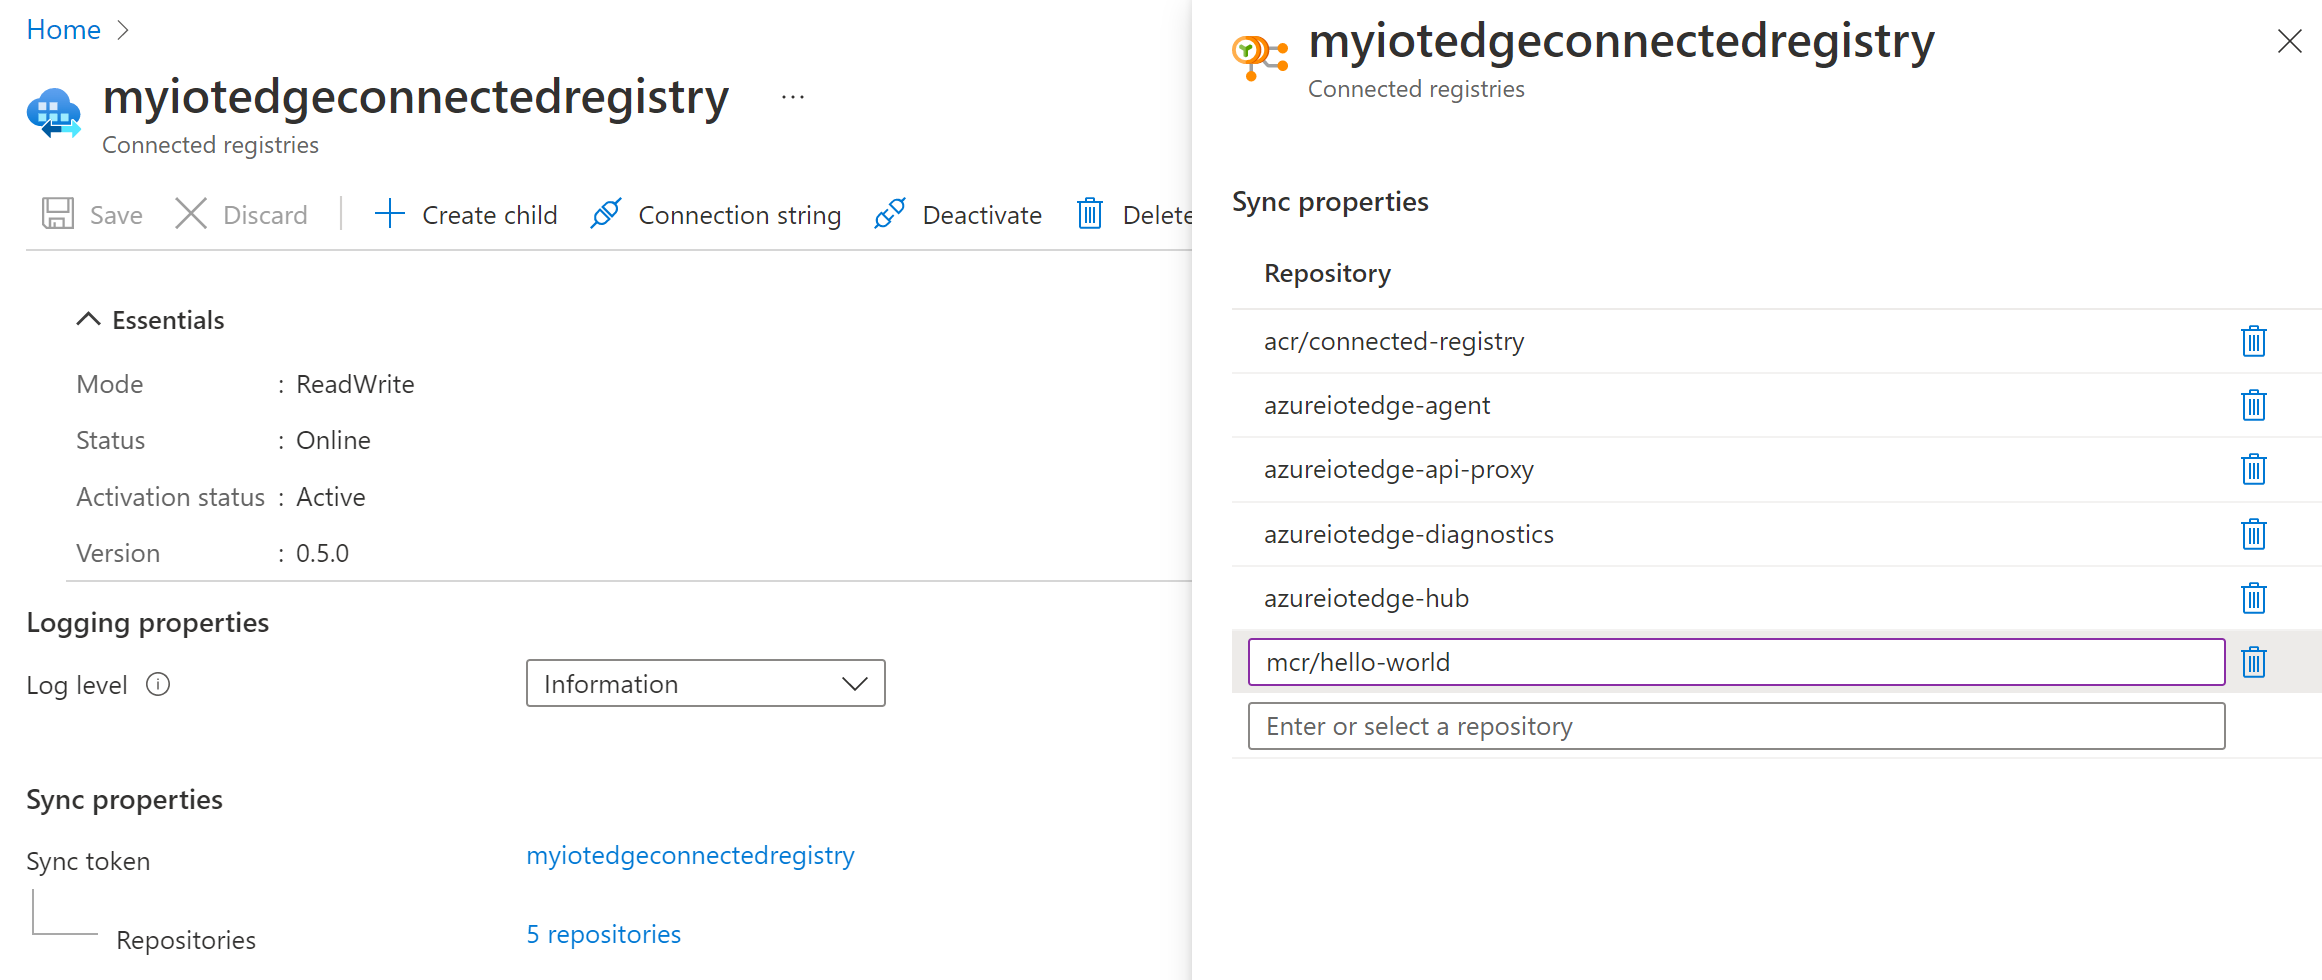 Home
myiotedgeconnectedregistry ...
Connected registries
Save Discard Create child Connection string Deactivate Delete
Essentials
Mode : ReadWrite
Status : Online
Activation status : Active
Version : 0.5.0
Logging properties
Log level Information
Sync properties
Sync token myiotedgeconnectedregistry
Repositories 5 repositories
myiotedgeconnectedregistry
Connected registries
Sync properties
Repository
acr/connected-registry
azureiotedge-agent
azureiotedge-api-proxy
azureiotedge-diagnostics
azureiotedge-hub
mcr/hello-world
Enter or select a repository